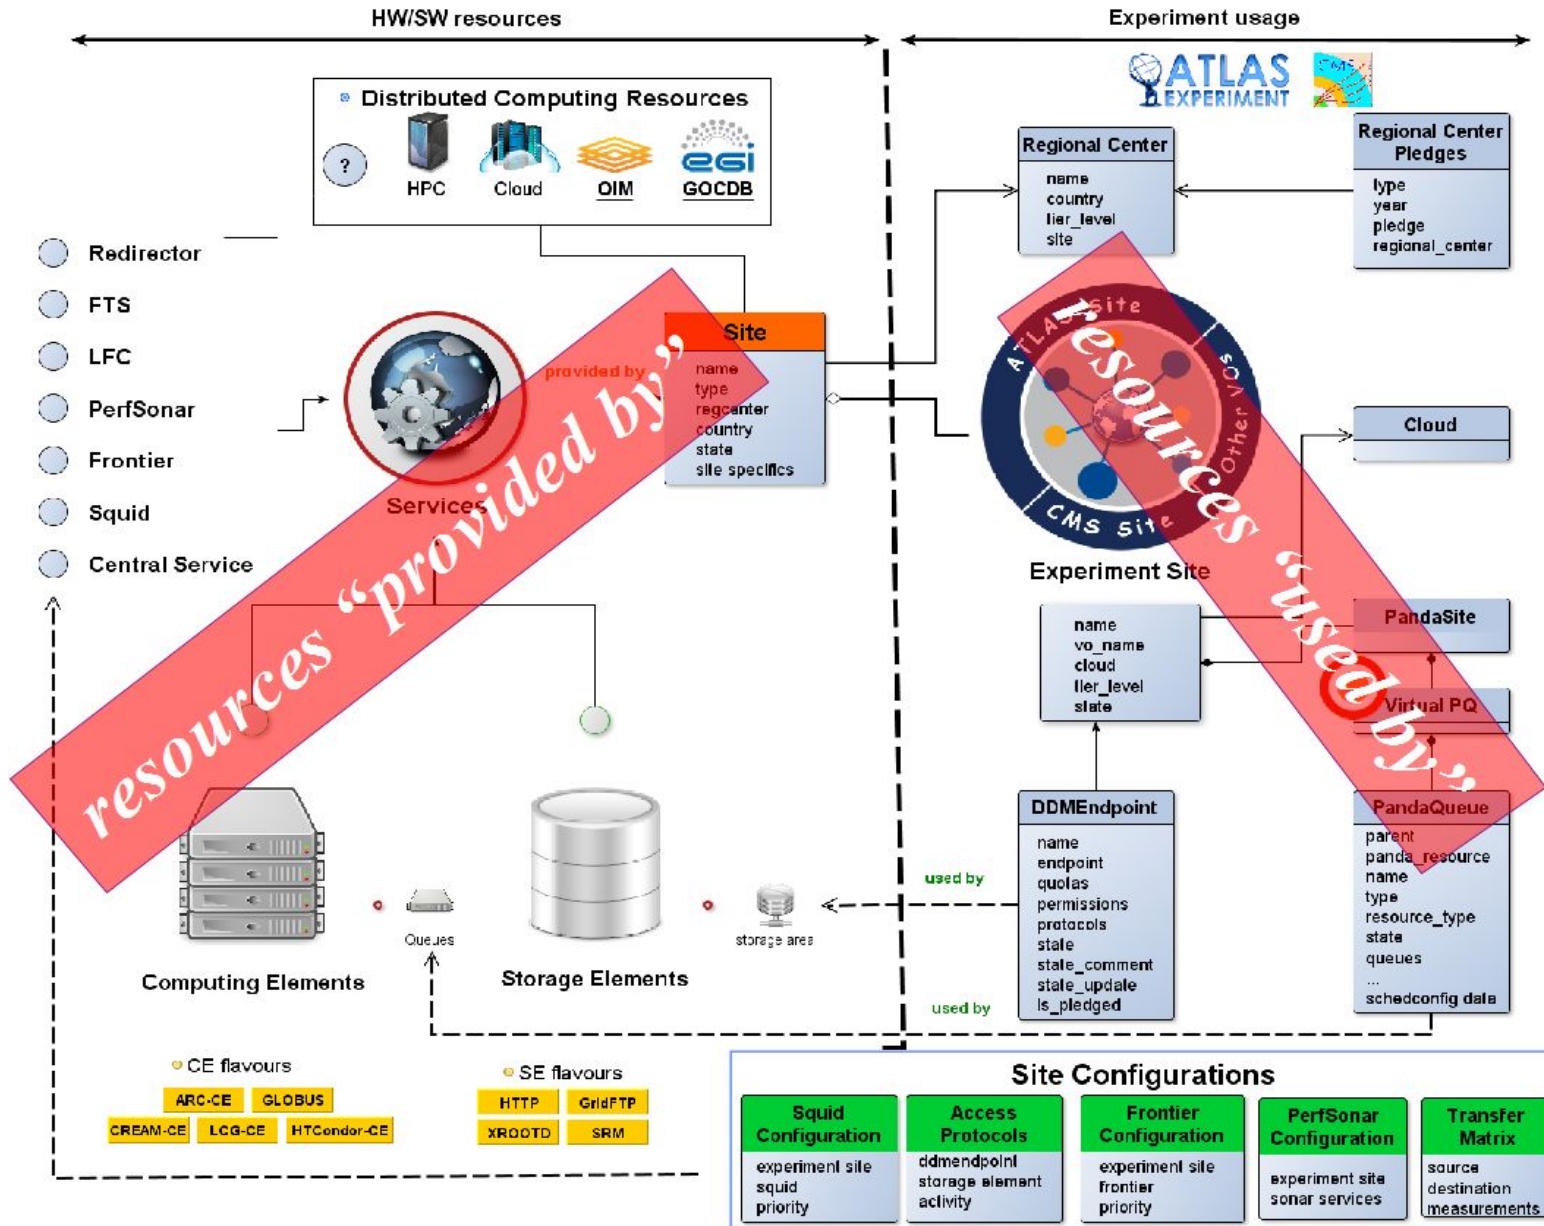 HW/SW resources
Experiment usage
ATLAS
EXPERIMENT
Distributed Computing Resources
?
HPC
Cloud
OIM
egi
GOCDB
Regional Center
name
country
tier_level
site
Regional Center
Pledges
type
year
pledge
regional_center
Redirector
FTS
LFC
PerfSonar
Frontier
Squid
Central Service
Services
provided by
Site
name
type
regcenter
country
state
site specifics
ATLAS Site
Other VOs
CMS Site
Experiment Site
name
vo_name
cloud
tier_level
state
Cloud
PandaSite
Virtual PQ
resources “provided by”
resources “used by”
DDMEndpoint
name
endpoint
quotas
permissions
protocols
state
state_comment
state_update
is_pledged
PandaQueue
parent
panda_resource
name
type
resource_type
state
queues
...
schedconfig data
used by
used by
Queues
storage area
Computing Elements
Storage Elements
CE flavours
ARC-CE
GLOBUS
CREAM-CE
LCG-CE
HTCondor-CE
SE flavours
HTTP
GridFTP
XROOTD
SRM
Site Configurations
Squid
Configuration
experiment site
squid
priority
Access
Protocols
ddmendpoint
storage element
activity
Frontier
Configuration
experiment site
frontier
priority
PerfSonar
Configuration
experiment site
sonar services
Transfer
Matrix
source
destination
measurements